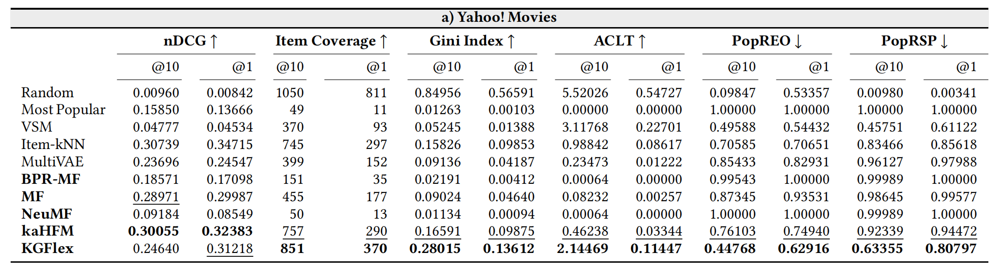 a) Yahoo! Movies
nDCG ↑ Item Coverage ↑ Gini Index ↑ ACLT ↑ PopREO ↓ PopRSP ↓
@10 @1 @10 @1 @10 @1 @10 @1 @10 @1 @10 @1
Random 0.00960 0.00842 1050 811 0.84956 0.56591 5.52026 0.54727 0.09847 0.53357 0.00980 0.00341
Most Popular 0.15850 0.13666 49 11 0.01263 0.00103 0.00000 0.00000 1.00000 1.00000 1.00000 1.00000
VSM 0.04777 0.04534 370 93 0.05245 0.01388 3.11768 0.22701 0.49588 0.54432 0.45751 0.61122
Item-kNN 0.30739 0.34715 745 297 0.15826 0.09853 0.98842 0.08617 0.70585 0.70651 0.83466 0.85618
MultiVAE 0.23696 0.24547 399 152 0.09136 0.04187 0.23473 0.01222 0.85433 0.82931 0.96127 0.97988
BPR-MF 0.18571 0.17098 151 35 0.02191 0.00412 0.00064 0.00000 0.99543 1.00000 0.99989 1.00000
MF 0.28971 0.29987 455 177 0.09024 0.04640 0.08232 0.00257 0.87345 0.93531 0.98645 0.99577
NeuMF 0.09184 0.08549 50 13 0.01134 0.00094 0.00064 0.00000 1.00000 1.00000 0.99989 1.00000
kaHFM 0.30055 0.32383 757 290 0.16591 0.09875 0.46238 0.03344 0.76103 0.74940 0.92339 0.94472
KGFlex 0.24640 0.31218 851 370 0.28015 0.13612 2.14469 0.11447 0.44768 0.62916 0.63355 0.80797